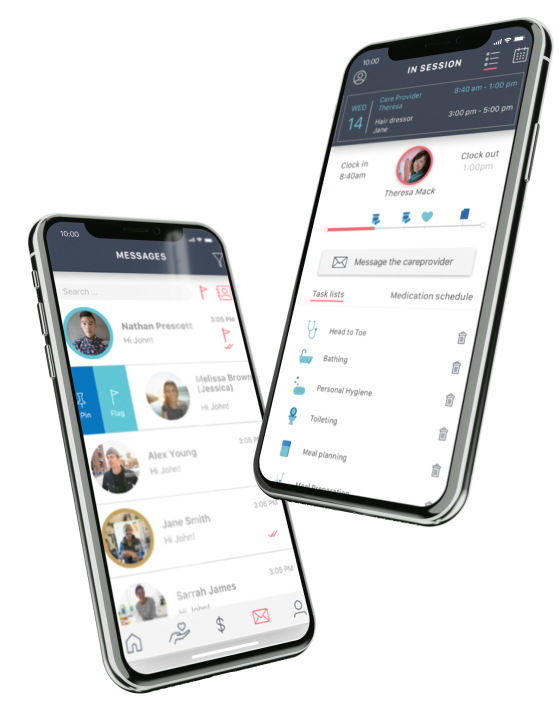 10:00
MESSAGES
Search ...
Nathan Prescott
3:05 PM
Hi John!
Pin
Flag
Melissa Brown
(Jessica)
Hi John!
Alex Young
3:05 P
Hi John!
Jane Smith
3:05 PM
Hi John!
3:05 PM
Sarrah James
Hi John!
$
10:00
IN SESSION
WED
14
Care Provider
Theresa
8:40 am - 1:00 pm
Hair dressor
Jane
3:00 pm - 5:00 pm
Clock in
8:40am
Clock out
1:00pm
Theresa Mack
Message the careprovider
Task lists
Medication schedule
Head to Toe
Bathing
Personal Hygiene
Toileting
Meal planning
Meal Preparation